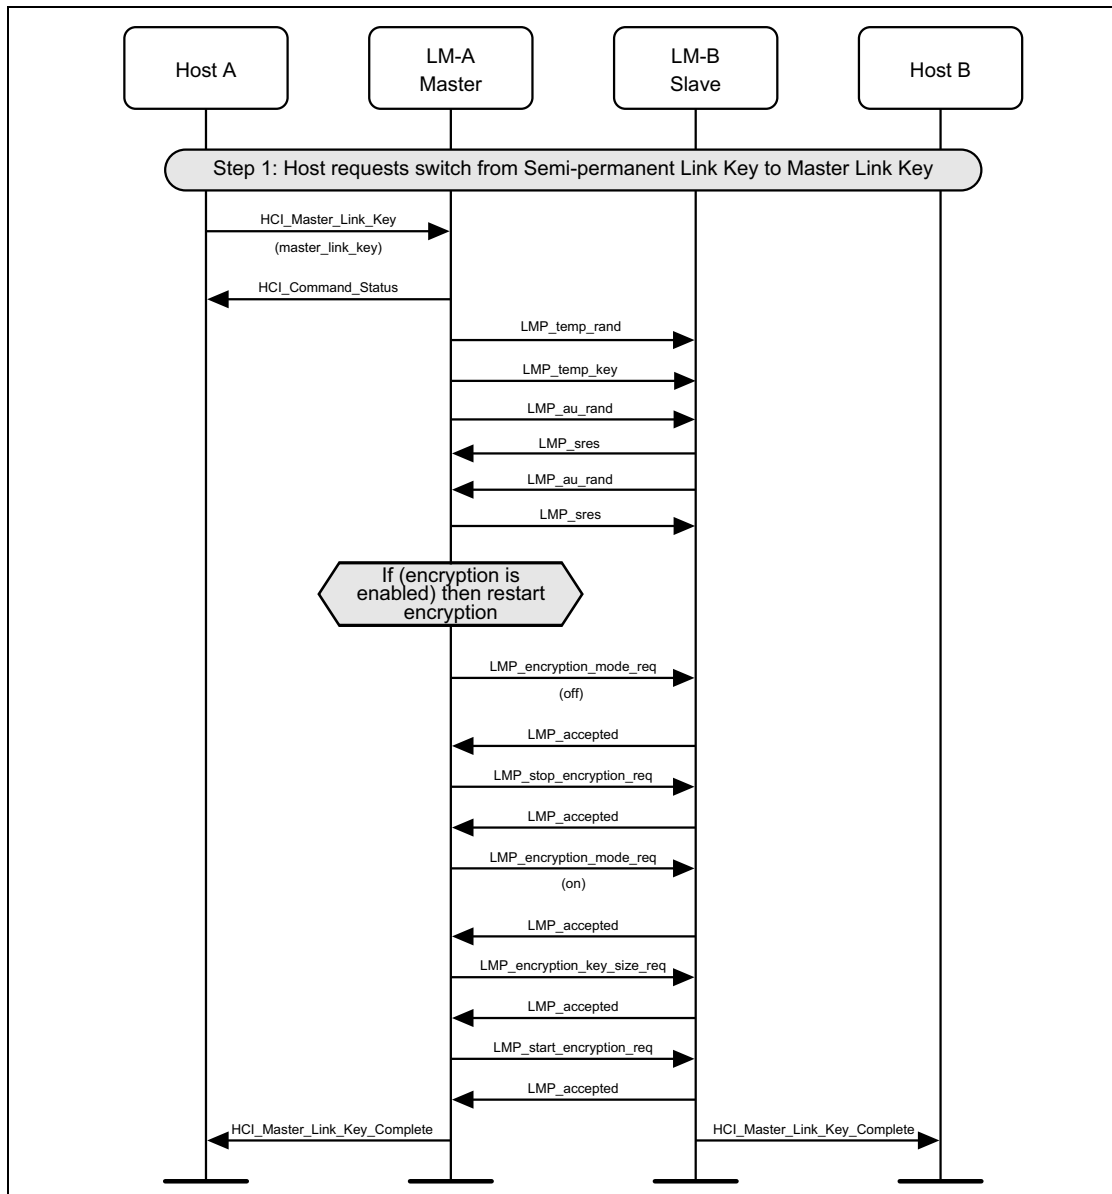 Host A
LM-A
Master
LM-B
Slave
Host B
Step 1: Host requests switch from Semi-permanent Link Key to Master Link Key
HCI_Master_Link_Key
(master_link_key)
HCI_Command_Status
LMP_temp_rand
LMP_temp_key
LMP_au_rand
LMP_sres
LMP_au_rand
LMP_sres
If (encryption is
enabled) then restart
encryption
LMP_encryption_mode_req
(off)
LMP_accepted
LMP_stop_encryption_req
LMP_accepted
LMP_encryption_mode_req
(on)
LMP_accepted
LMP_encryption_key_size_req
LMP_accepted
LMP_start_encryption_req
LMP_accepted
HCI_Master_Link_Key_Complete
HCI_Master_Link_Key_Complete